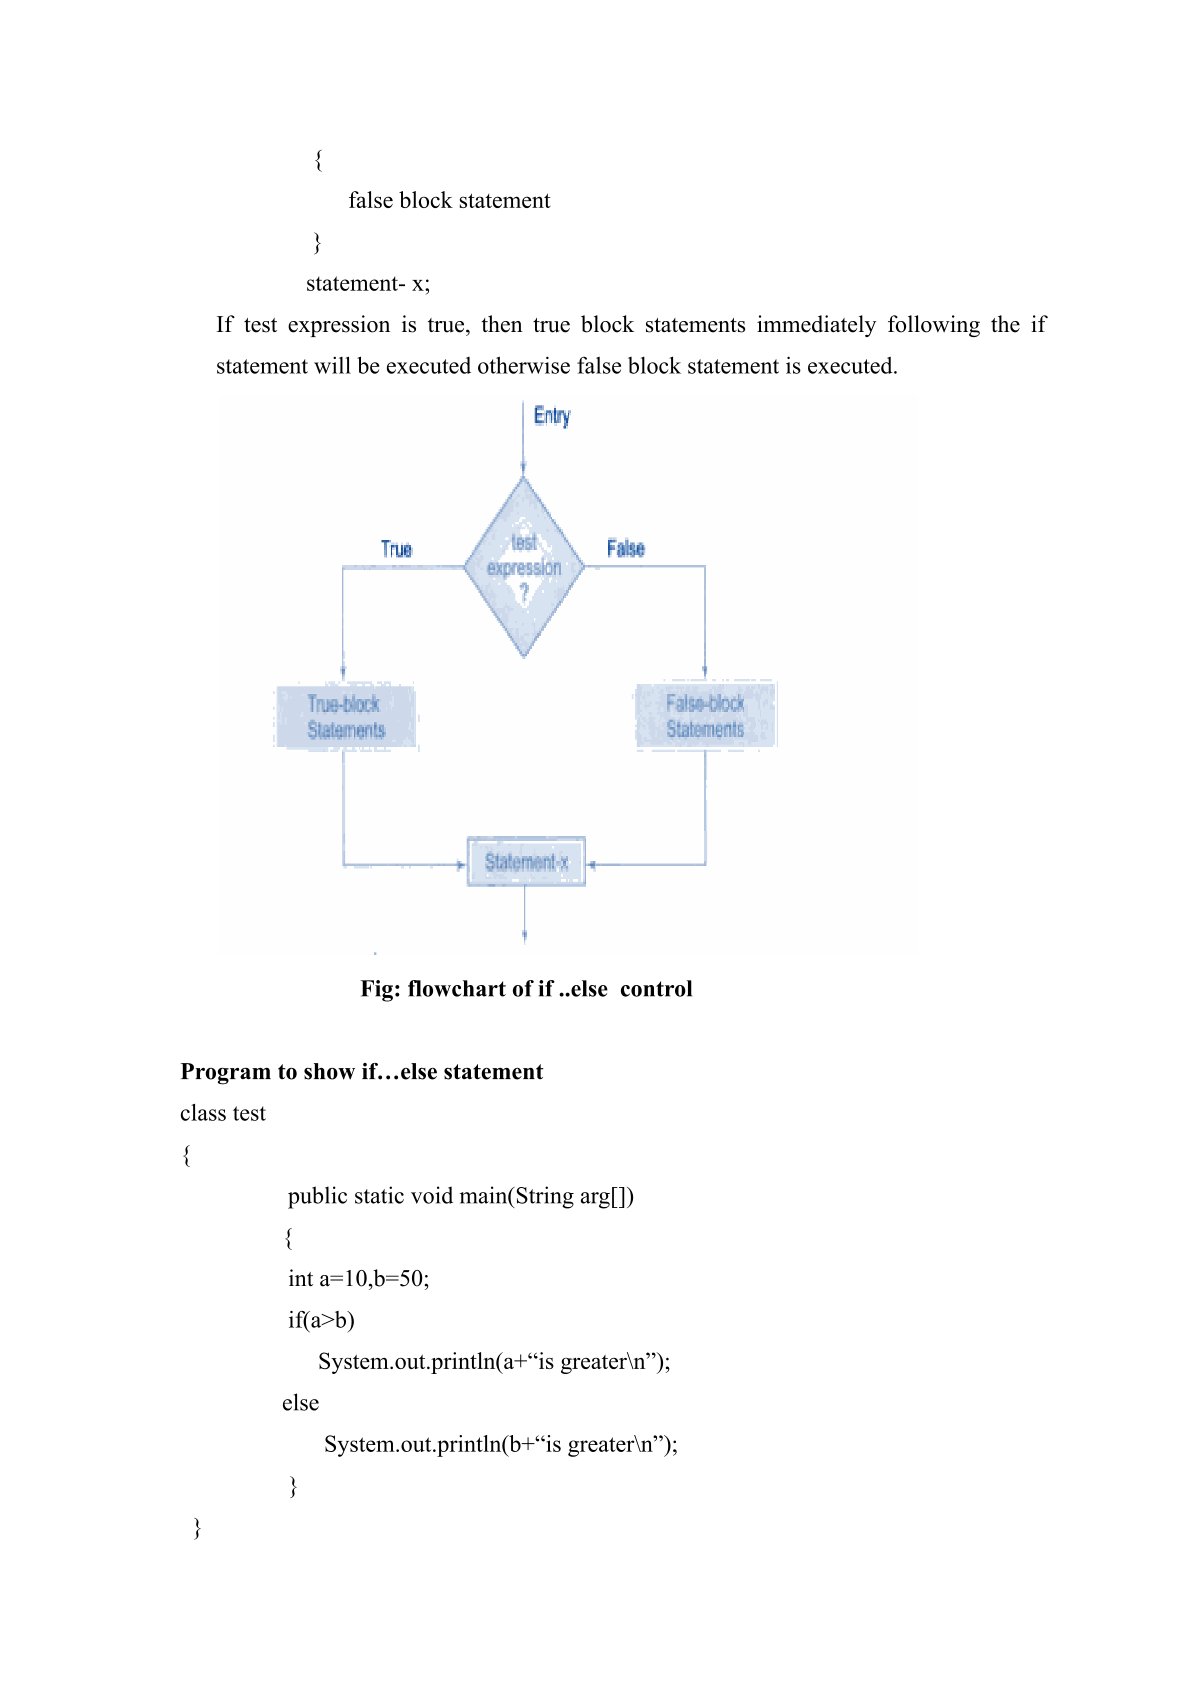 {
false block statement
}
statement- x;
If test expression is true, then true block statements immediately following the if
statement will be executed otherwise false block statement is executed.
Entry
True
test
expression
?
False
True-block
Statements
False-block
Statements
Statement-x
Fig: flowchart of if ..else  control
Program to show if…else statement
class test
{
public static void main(String arg[])
{
int a=10,b=50;
if(a>b)
System.out.println(a+“is greater\n”);
else
System.out.println(b+“is greater\n”);
}
}